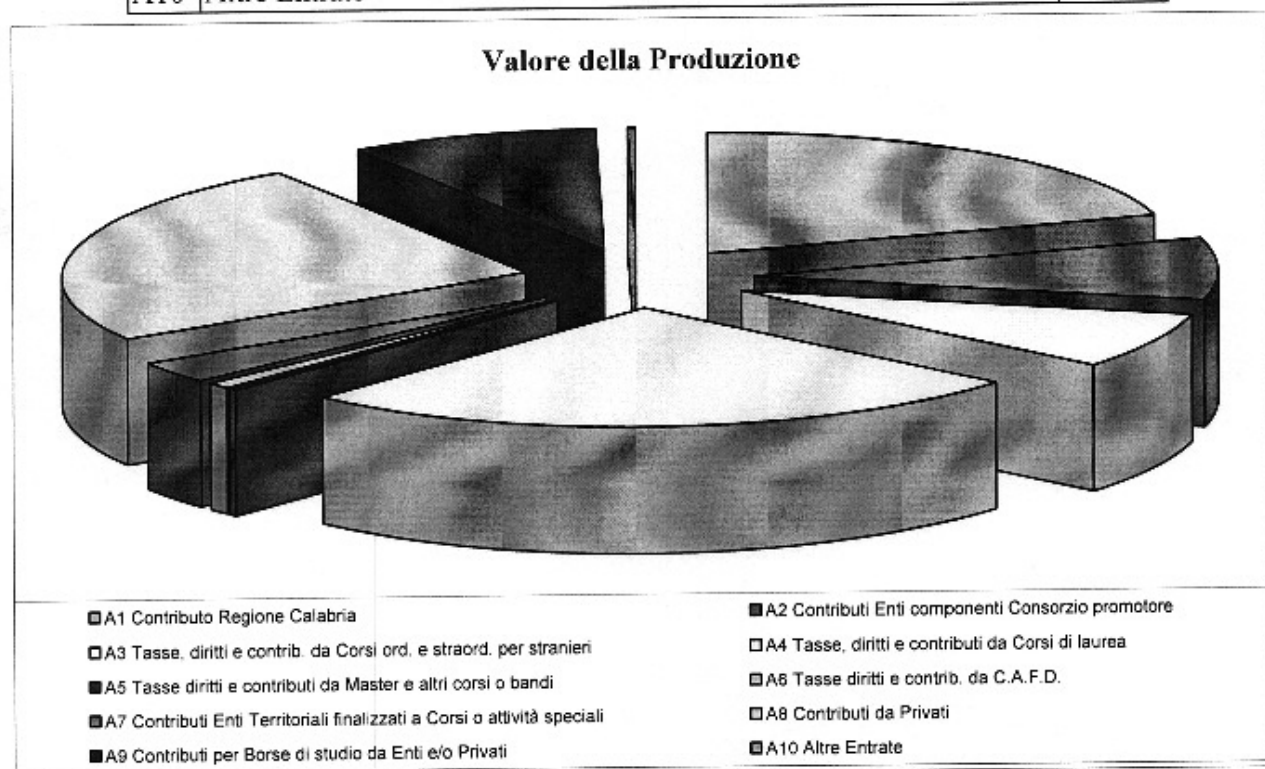 A10 Altre Entrate
Valore della Produzione
A1 Contributo Regione Calabria
A2 Contributi Enti componenti Consorzio promotore
A3 Tasse, diritti e contrib. da Corsi ord. e straord. per stranieri
A4 Tasse, diritti e contributi da Corsi di laurea
A5 Tasse diritti e contributi da Master e altri corsi o bandi
A6 Tasse diritti e contrib. da C.A.F.D.
A7 Contributi Enti Territoriali finalizzati a Corsi o attività speciali
A8 Contributi da Privati
A9 Contributi per Borse di studio da Enti e/o Privati
A10 Altre Entrate